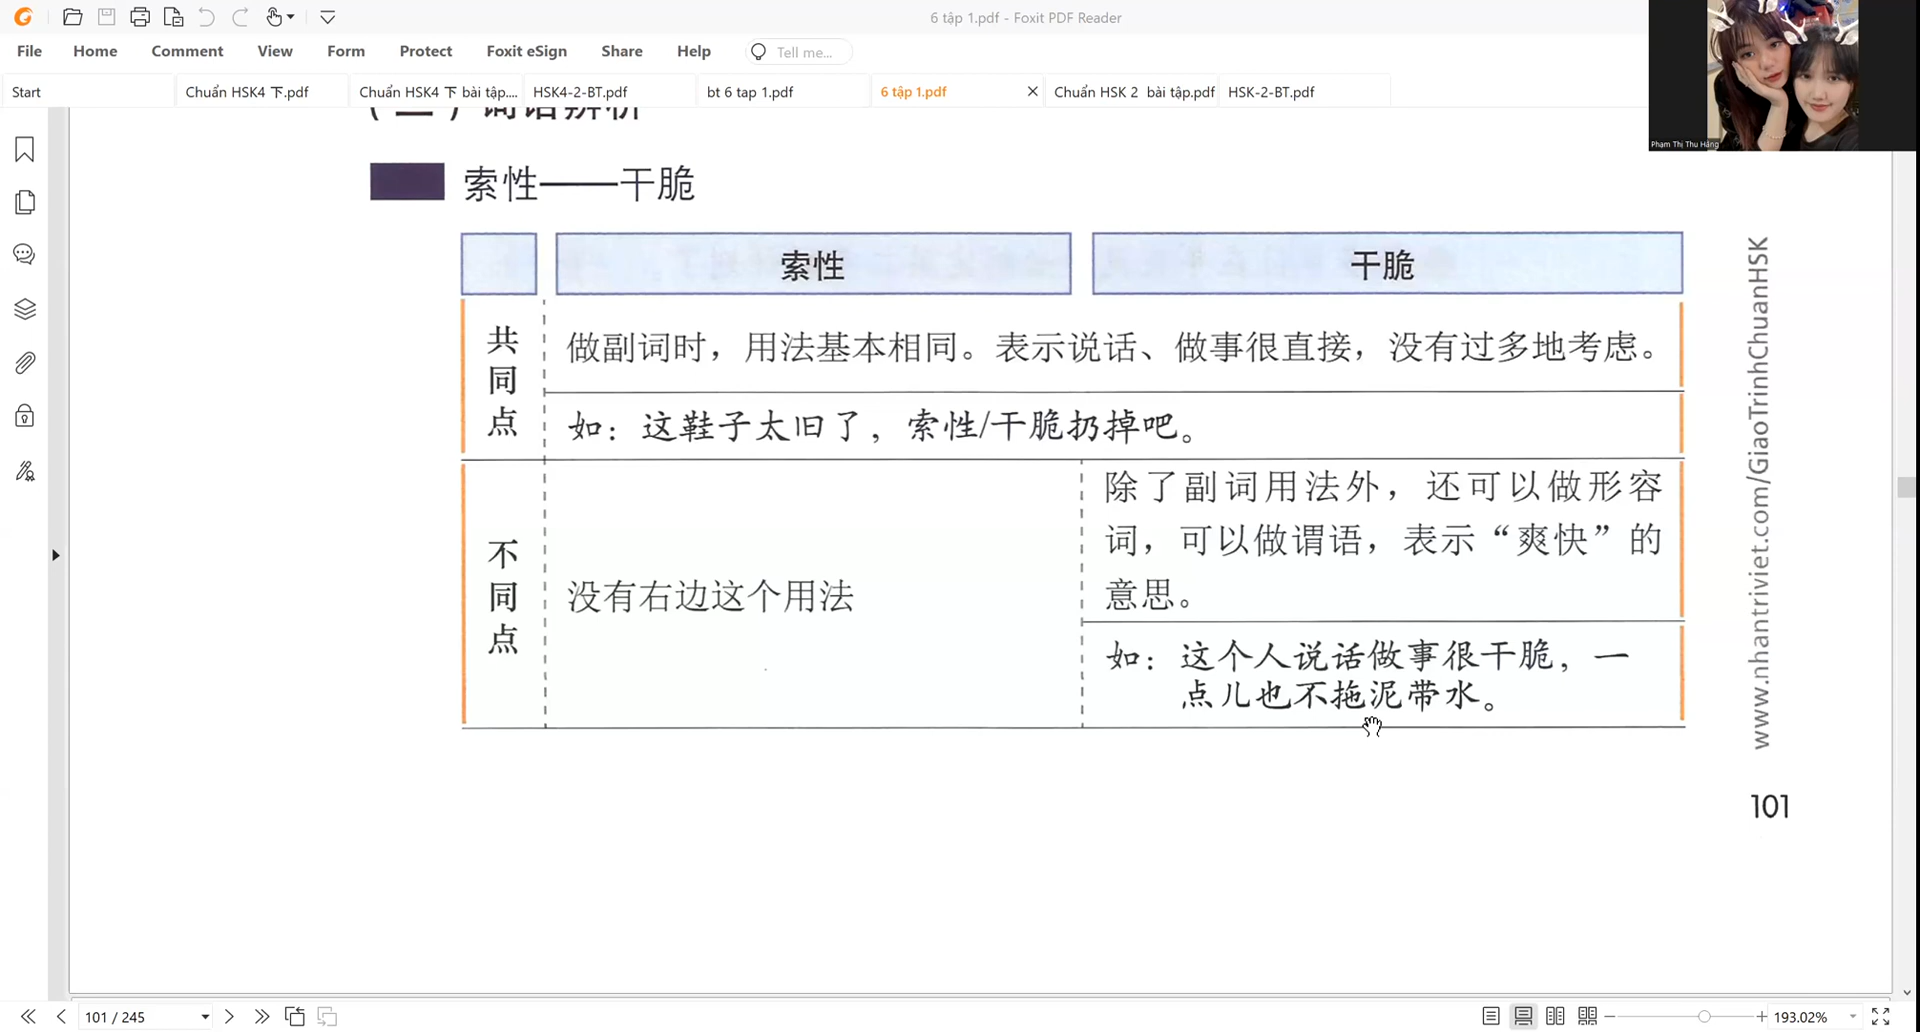 6 tập 1.pdf - Foxit PDF Reader
File Home Comment View Form Protect Foxit eSign Share Help Tell me...
Start Chuẩn HSK4 下.pdf Chuẩn HSK4 下 bài tập.... HSK4-2-BT.pdf bt 6 tap 1.pdf 6 tập 1.pdf Chuẩn HSK 2 bài tập.pdf HSK-2-BT.pdf
Phạm Thị Thu Hằng
词语辨析
索性——干脆
索性 干脆
共同点
做副词时，用法基本相同。表示说话、做事很直接，没有过多地考虑。
如：这鞋子太旧了，索性/干脆扔掉吧。
不同点
没有右边这个用法
除了副词用法外，还可以做形容
词，可以做谓语，表示“爽快”的
意思。
如：这个人说话做事很干脆，一
点儿也不拖泥带水。
www.nhantriviet.com/GiaoTrinhChuanHSK
101
101 / 245
193.02%